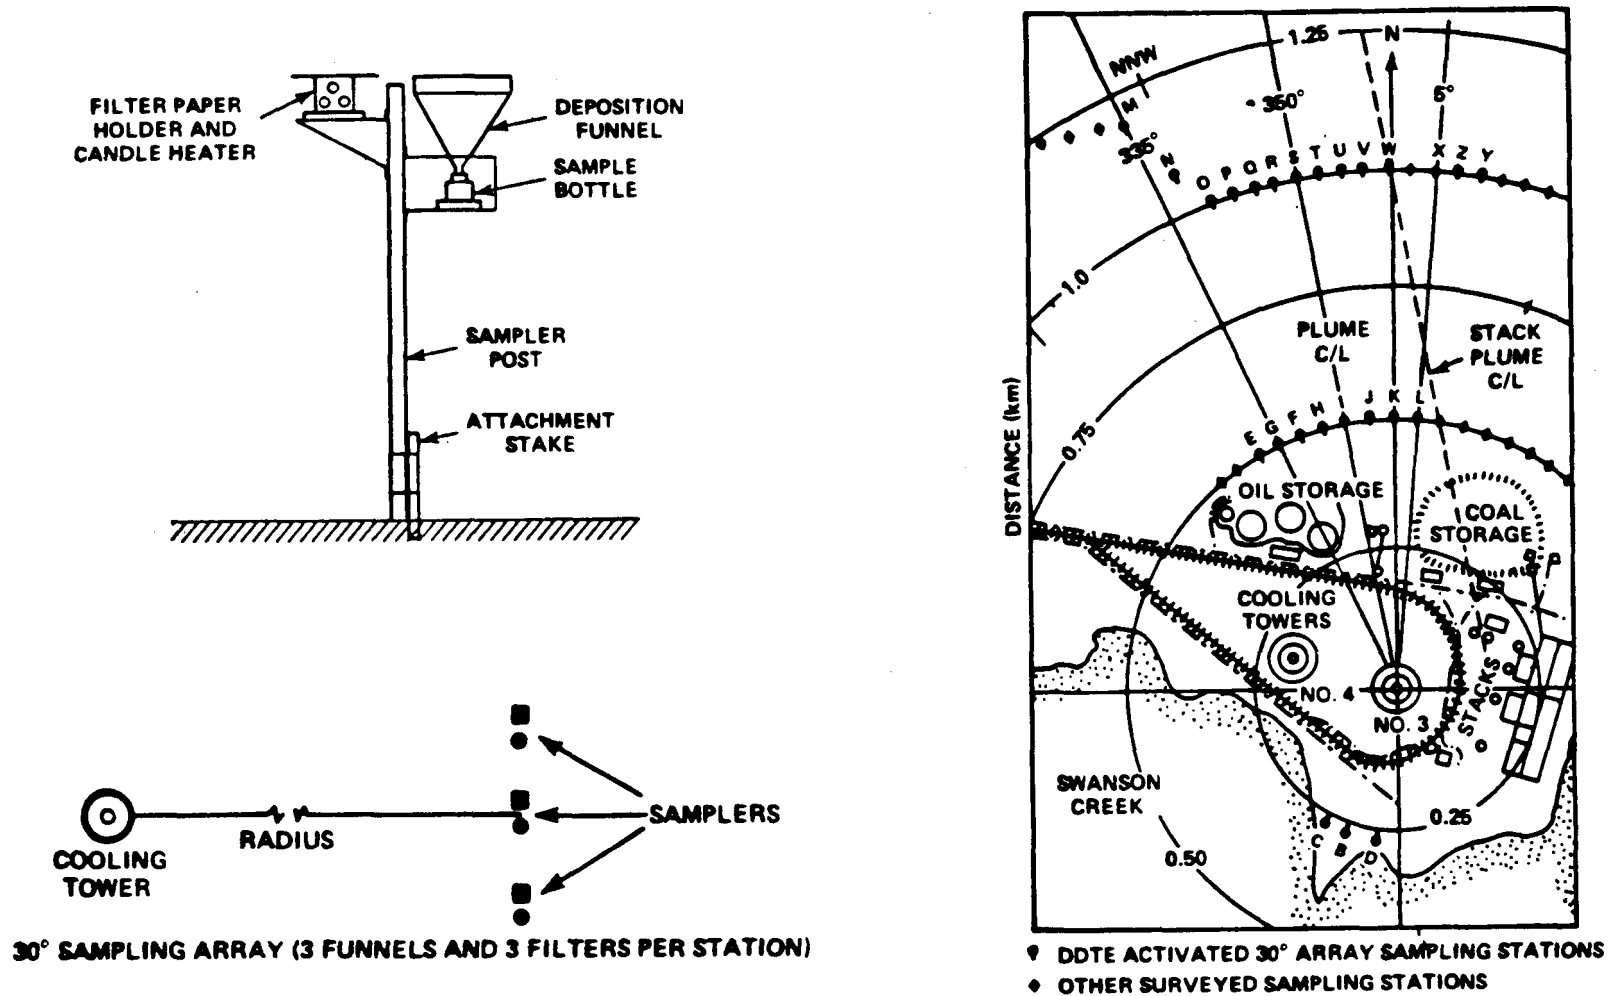 FILTER PAPER
HOLDER AND
CANDLE HEATER
DEPOSITION
FUNNEL
SAMPLE
BOTTLE
SAMPLER
POST
ATTACHMENT
STAKE
RADIUS
SAMPLERS
COOLING
TOWER
30° SAMPLING ARRAY (3 FUNNELS AND 3 FILTERS PER STATION)
1.25
N
NNW
350°
5°
M
335°
N
O P Q R S T U V W X Z Y
1.0
PLUME
C/L
STACK
PLUME
C/L
DISTANCE (km)
0.75
E G F H J K L
OIL STORAGE
COAL
STORAGE
COOLING
TOWERS
NO. 4
NO. 3
STACKS
SWANSON
CREEK
0.25
C B D
0.50
DDTE ACTIVATED 30° ARRAY SAMPLING STATIONS
OTHER SURVEYED SAMPLING STATIONS